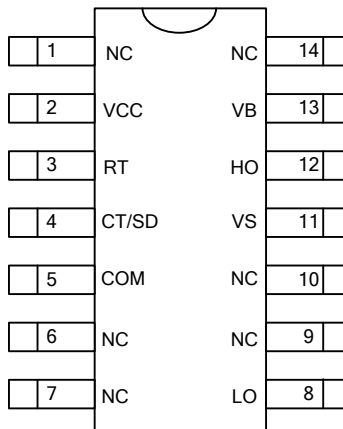 1 NC NC 14
2 VCC VB 13
3 RT HO 12
4 CT/SD VS 11
5 COM NC 10
6 NC NC 9
7 NC LO 8